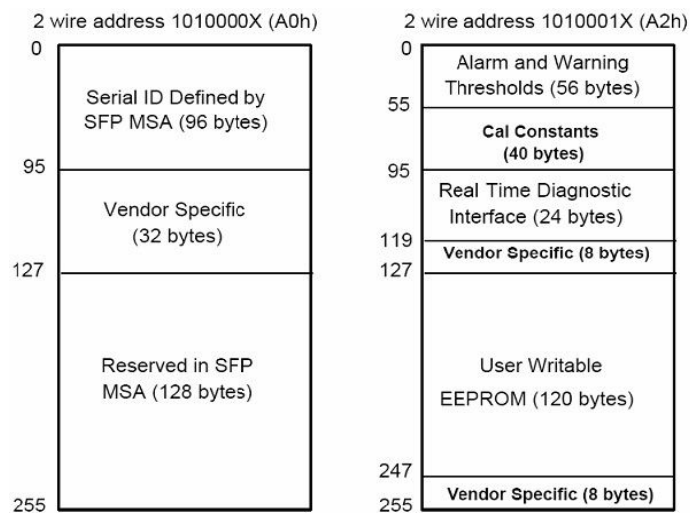 2 wire address 1010000X (A0h)
0
Serial ID Defined by
SFP MSA (96 bytes)
95
Vendor Specific
(32 bytes)
127
Reserved in SFP
MSA (128 bytes)
255
2 wire address 1010001X (A2h)
0
Alarm and Warning
Thresholds (56 bytes)
55
Cal Constants
(40 bytes)
95
Real Time Diagnostic
Interface (24 bytes)
119
Vendor Specific (8 bytes)
127
User Writable
EEPROM (120 bytes)
247
Vendor Specific (8 bytes)
255